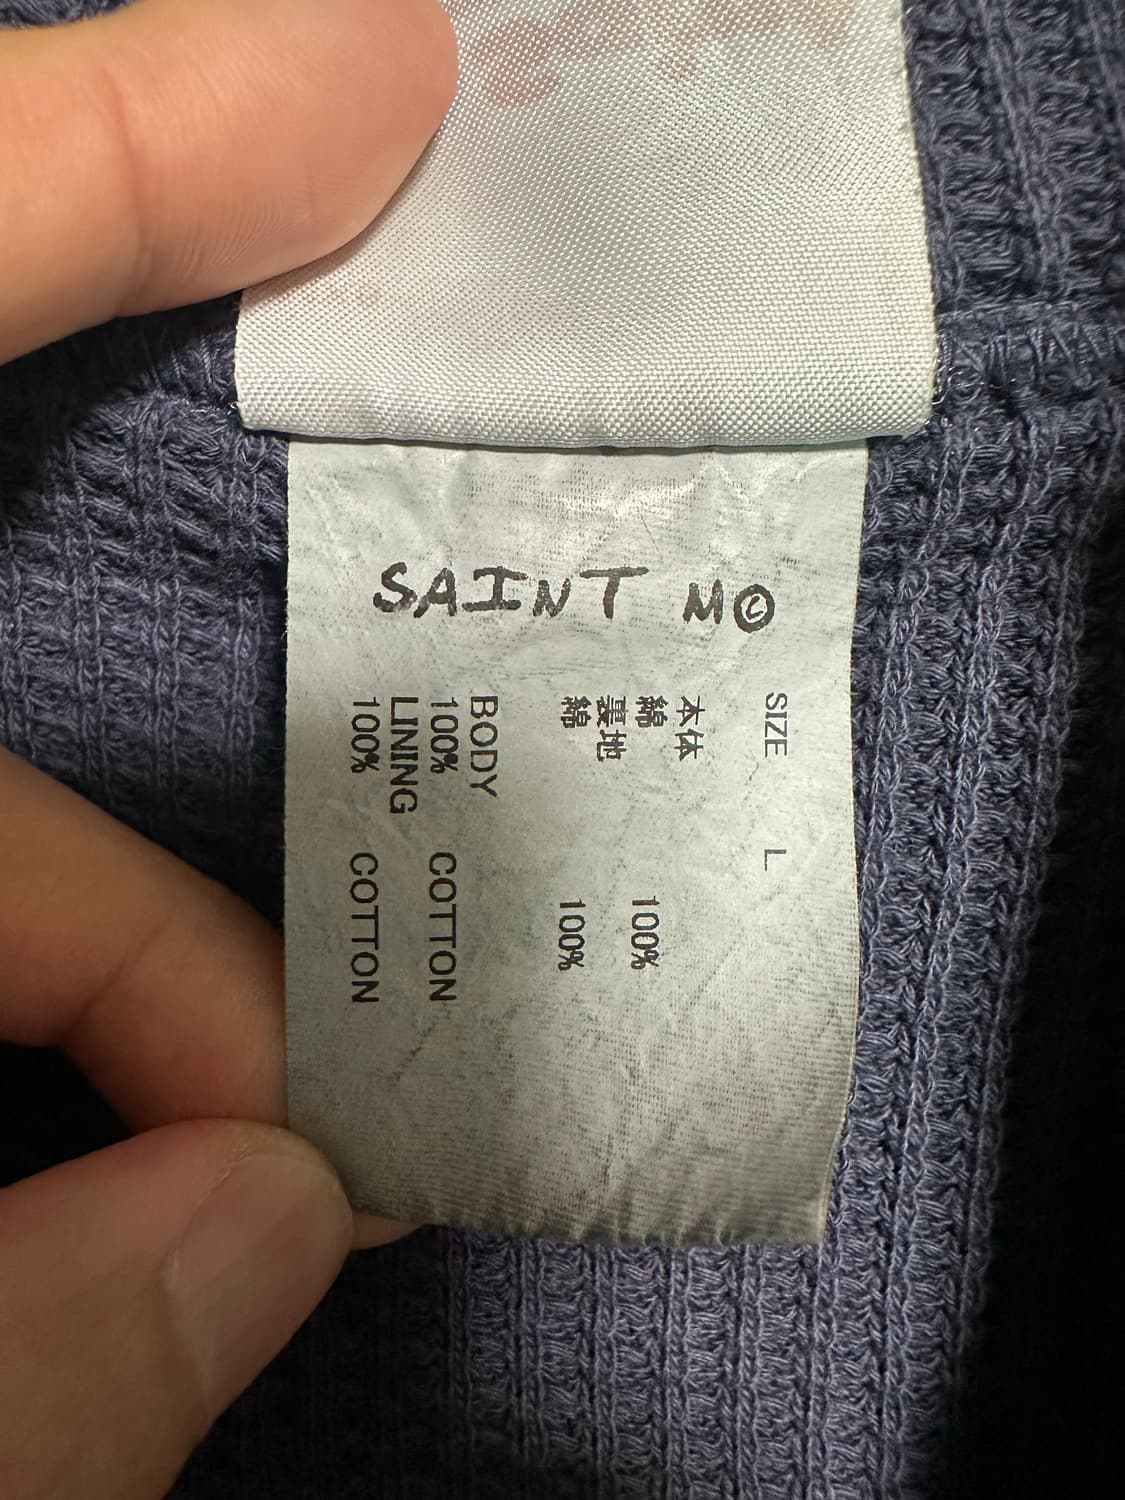 SAINT M©
SIZE L
本体
綿 100%
裏地
綿 100%
BODY
100% COTTON
LINING
100% COTTON